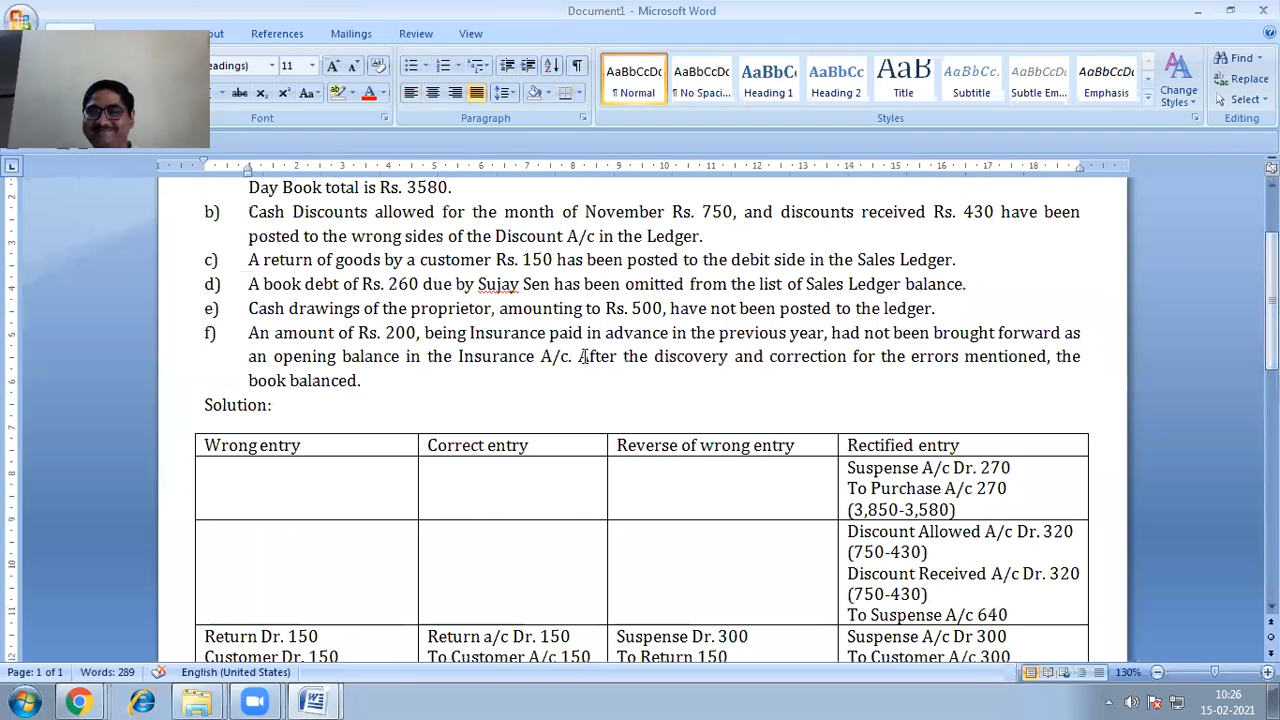 Document1 - Microsoft Word
out References Mailings Review View
eadings) 11
AaBbCcDc AaBbCcDc AaBbC AaBbCc AaB AaBbCc. AaBbCcDc AaBbCcDc
¶ Normal ¶ No Spaci... Heading 1 Heading 2 Title Subtitle Subtle Em... Emphasis
Change Styles
Find
Replace
Select
Font Paragraph Styles Editing
Day Book total is Rs. 3580.
b) Cash Discounts allowed for the month of November Rs. 750, and discounts received Rs. 430 have been
posted to the wrong sides of the Discount A/c in the Ledger.
c) A return of goods by a customer Rs. 150 has been posted to the debit side in the Sales Ledger.
d) A book debt of Rs. 260 due by Sujay Sen has been omitted from the list of Sales Ledger balance.
e) Cash drawings of the proprietor, amounting to Rs. 500, have not been posted to the ledger.
f) An amount of Rs. 200, being Insurance paid in advance in the previous year, had not been brought forward as
an opening balance in the Insurance A/c. After the discovery and correction for the errors mentioned, the
book balanced.
Solution:
Wrong entry Correct entry Reverse of wrong entry Rectified entry
Suspense A/c Dr. 270
To Purchase A/c 270
(3,850-3,580)
Discount Allowed A/c Dr. 320
(750-430)
Discount Received A/c Dr. 320
(750-430)
To Suspense A/c 640
Return Dr. 150 Return a/c Dr. 150 Suspense Dr. 300 Suspense A/c Dr 300
Customer Dr. 150 To Customer A/c 150 To Return 150 To Customer A/c 300
Page: 1 of 1 Words: 289 English (United States) 130%
10:26
15-02-2021